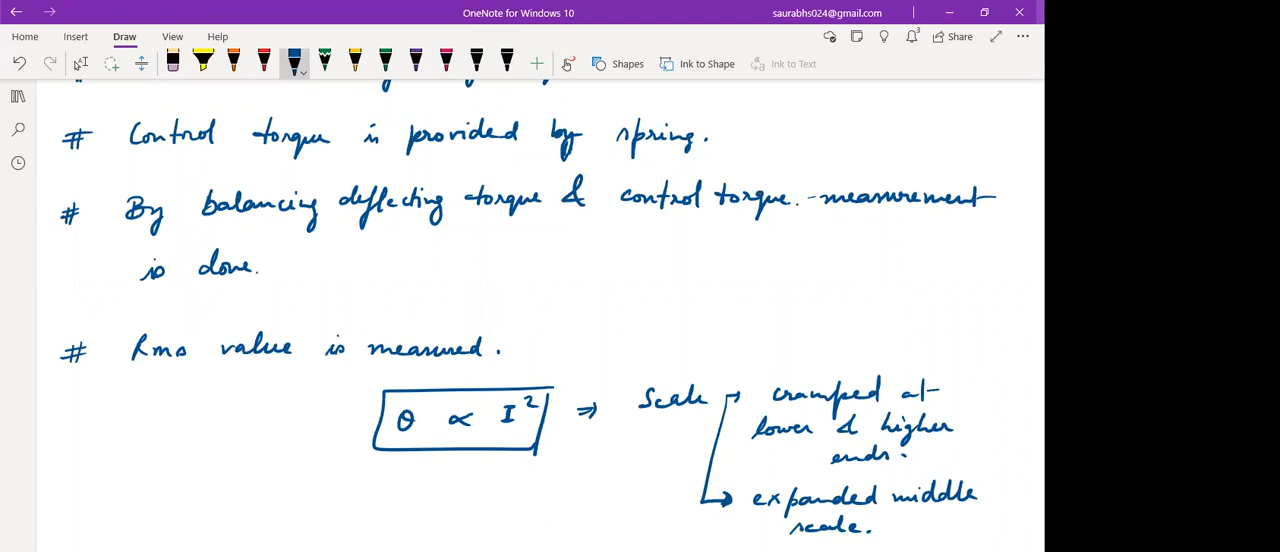 OneNote for Windows 10
saurabhs024@gmail.com
Home Insert Draw View Help
3 Share
Shapes Ink to Shape Ink to Text
# Control torque is provided by spring.
# By balancing deflecting torque & control torque. measurement
is done.
# Rms value is measured.
θ ∝ I² ⇒ Scale → cramped at
lower & higher
ends.
→ expanded middle
scale.